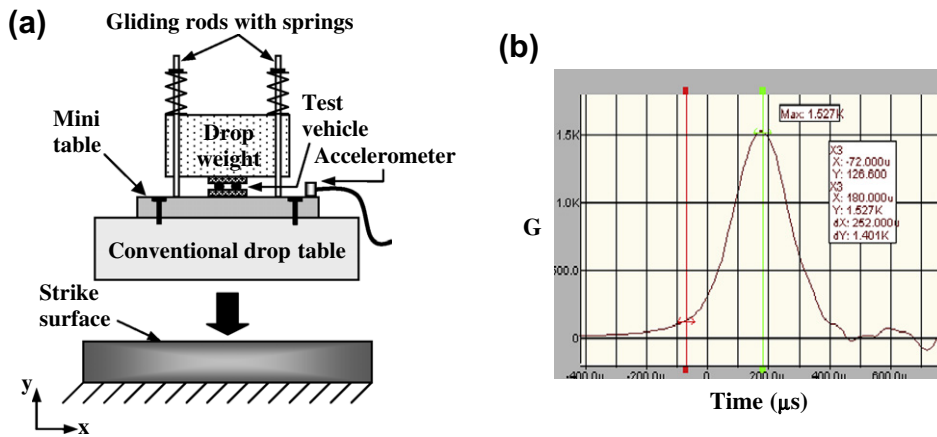 (a)
Gliding rods with springs
Mini
table
Drop
weight
Test
vehicle
Accelerometer
Conventional drop table
Strike
surface
y
x
(b)
Max: 1.527K
1.5K
1.0K
500.0
0
G
X3
X: -72.000u
Y: 126.600
X3
X: 180.000u
Y: 1.527K
dX: 252.000u
dY: 1.401K
-400.0u
-200.0u
0
200.0u
400.0u
600.0u
Time (μs)